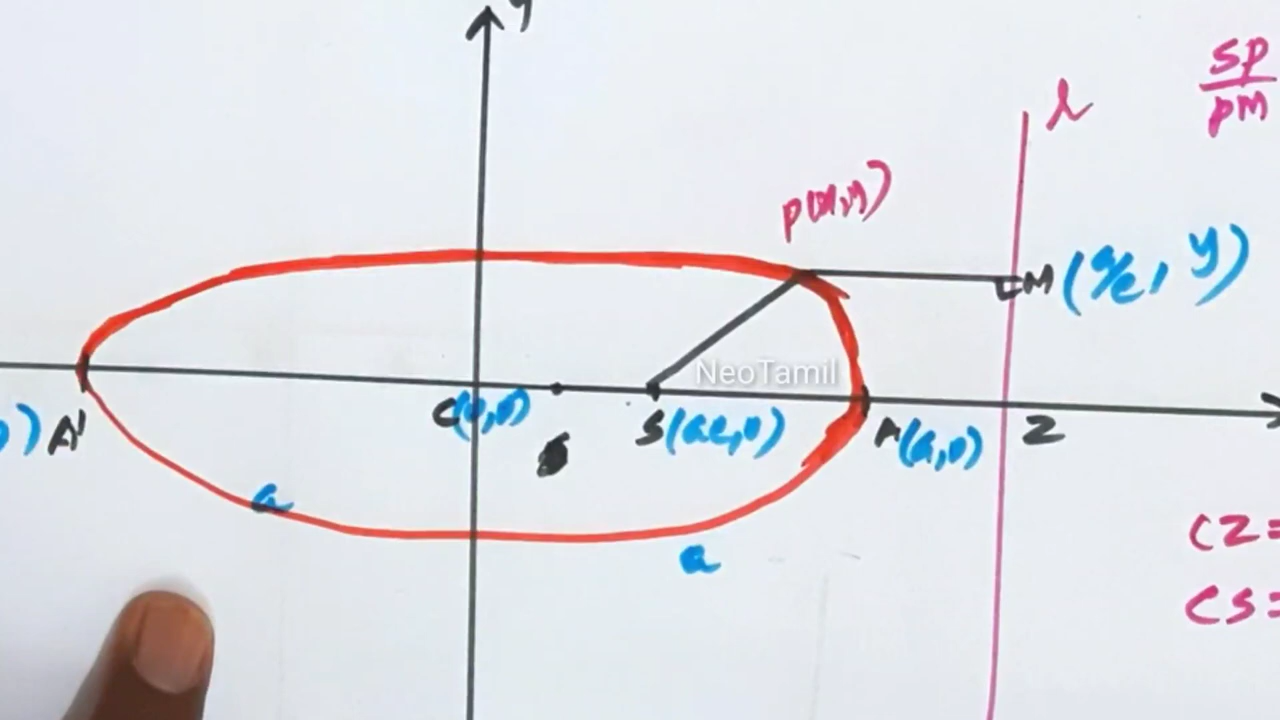 y
l
SP
PM
P(x,y)
M (a/e, y)
NeoTamil
) A'
C(0,0)
S(ae,0)
A(a,0)
Z
a
a
CZ=
CS=